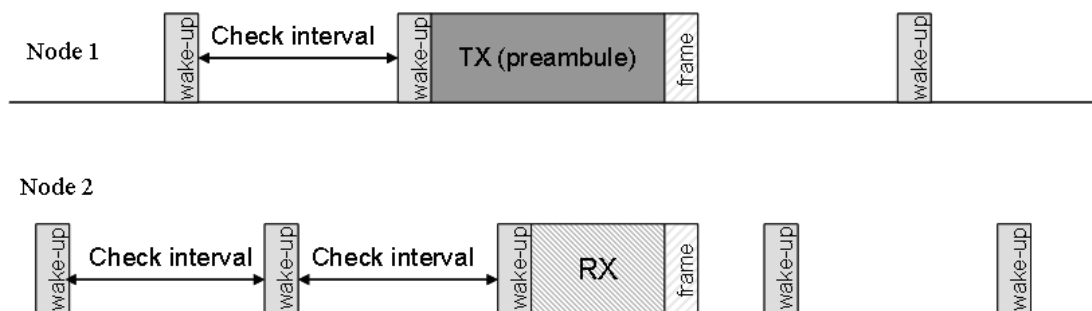 Node 1
wake-up
Check interval
wake-up
TX (preambule)
frame
wake-up
Node 2
wake-up
Check interval
wake-up
Check interval
wake-up
RX
frame
wake-up
wake-up